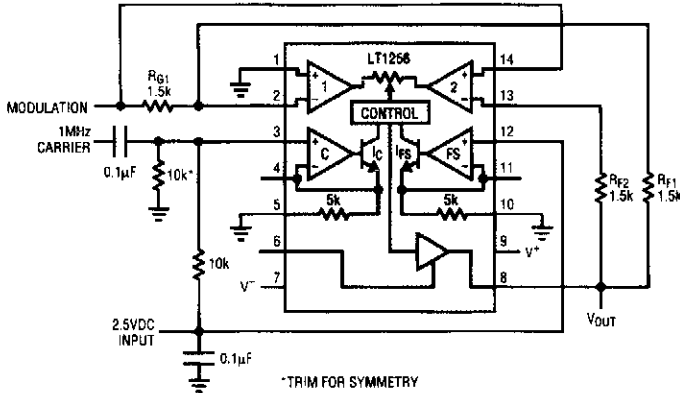 LT1256
1
14
RG1
1.5k
1
2
MODULATION
2
13
CONTROL
1MHz
CARRIER
3
12
C
IC
IFS
FS
0.1µF
10k*
4
11
RF2
1.5k
RF1
1.5k
5k
5k
5
10
6
9
V+
10k
V–
7
8
VOUT
2.5VDC
INPUT
0.1µF
*TRIM FOR SYMMETRY